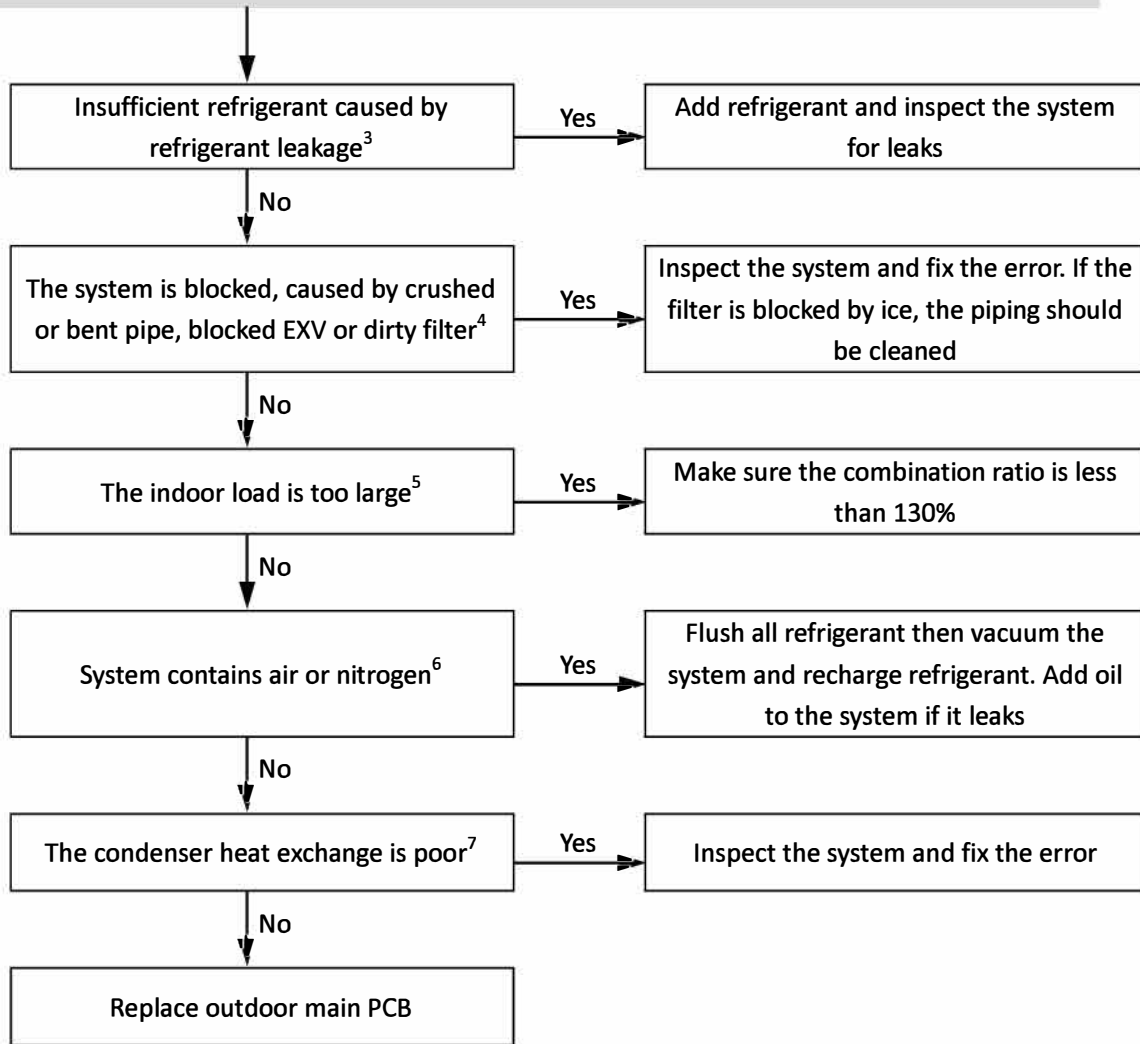 Insufficient refrigerant caused by
refrigerant leakage³
Yes
Add refrigerant and inspect the system
for leaks
No
The system is blocked, caused by crushed
or bent pipe, blocked EXV or dirty filter⁴
Yes
Inspect the system and fix the error. If the
filter is blocked by ice, the piping should
be cleaned
No
The indoor load is too large⁵
Yes
Make sure the combination ratio is less
than 130%
No
System contains air or nitrogen⁶
Yes
Flush all refrigerant then vacuum the
system and recharge refrigerant. Add oil
to the system if it leaks
No
The condenser heat exchange is poor⁷
Yes
Inspect the system and fix the error
No
Replace outdoor main PCB